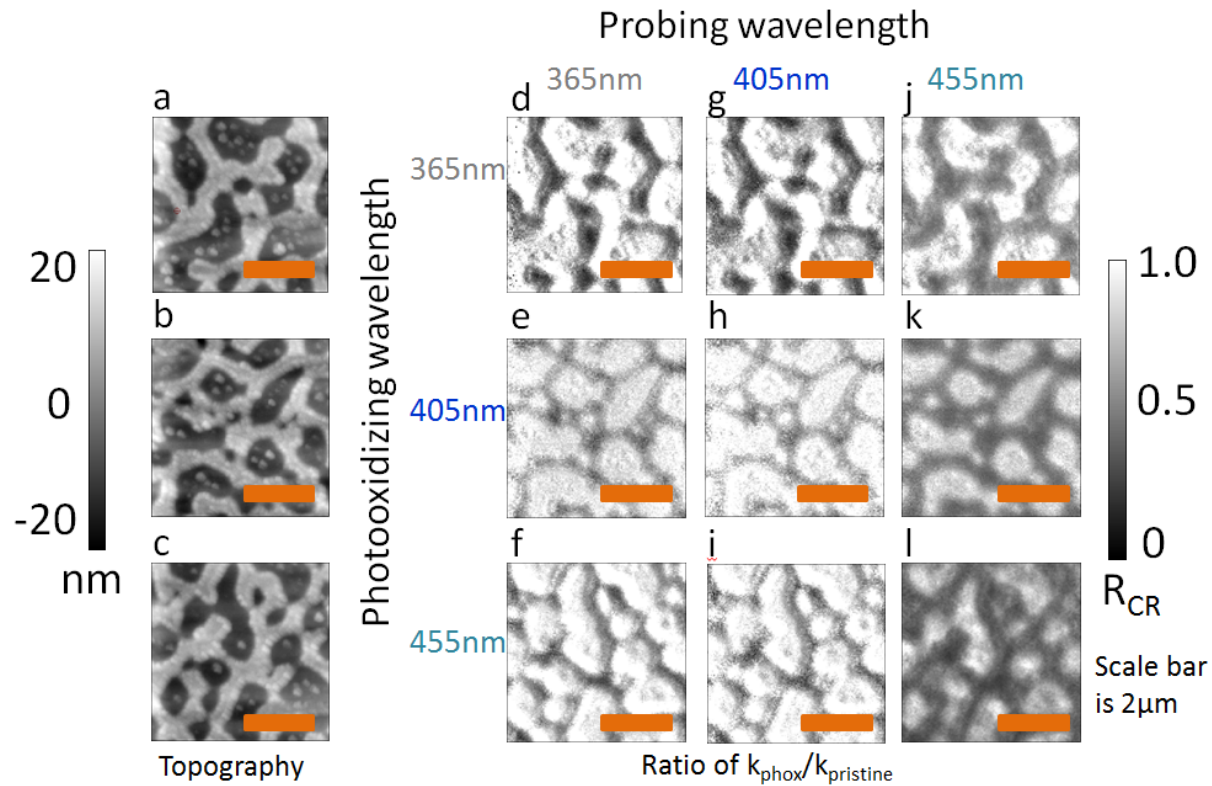 Probing wavelength
365nm 405nm 455nm
a d g j
365nm
Photooxidizing wavelength
20
0
-20
nm
1.0
0.5
0
R_CR
b e h k
405nm
c f i l
455nm
Scale bar
is 2μm
Topography
Ratio of k_phox/k_pristine